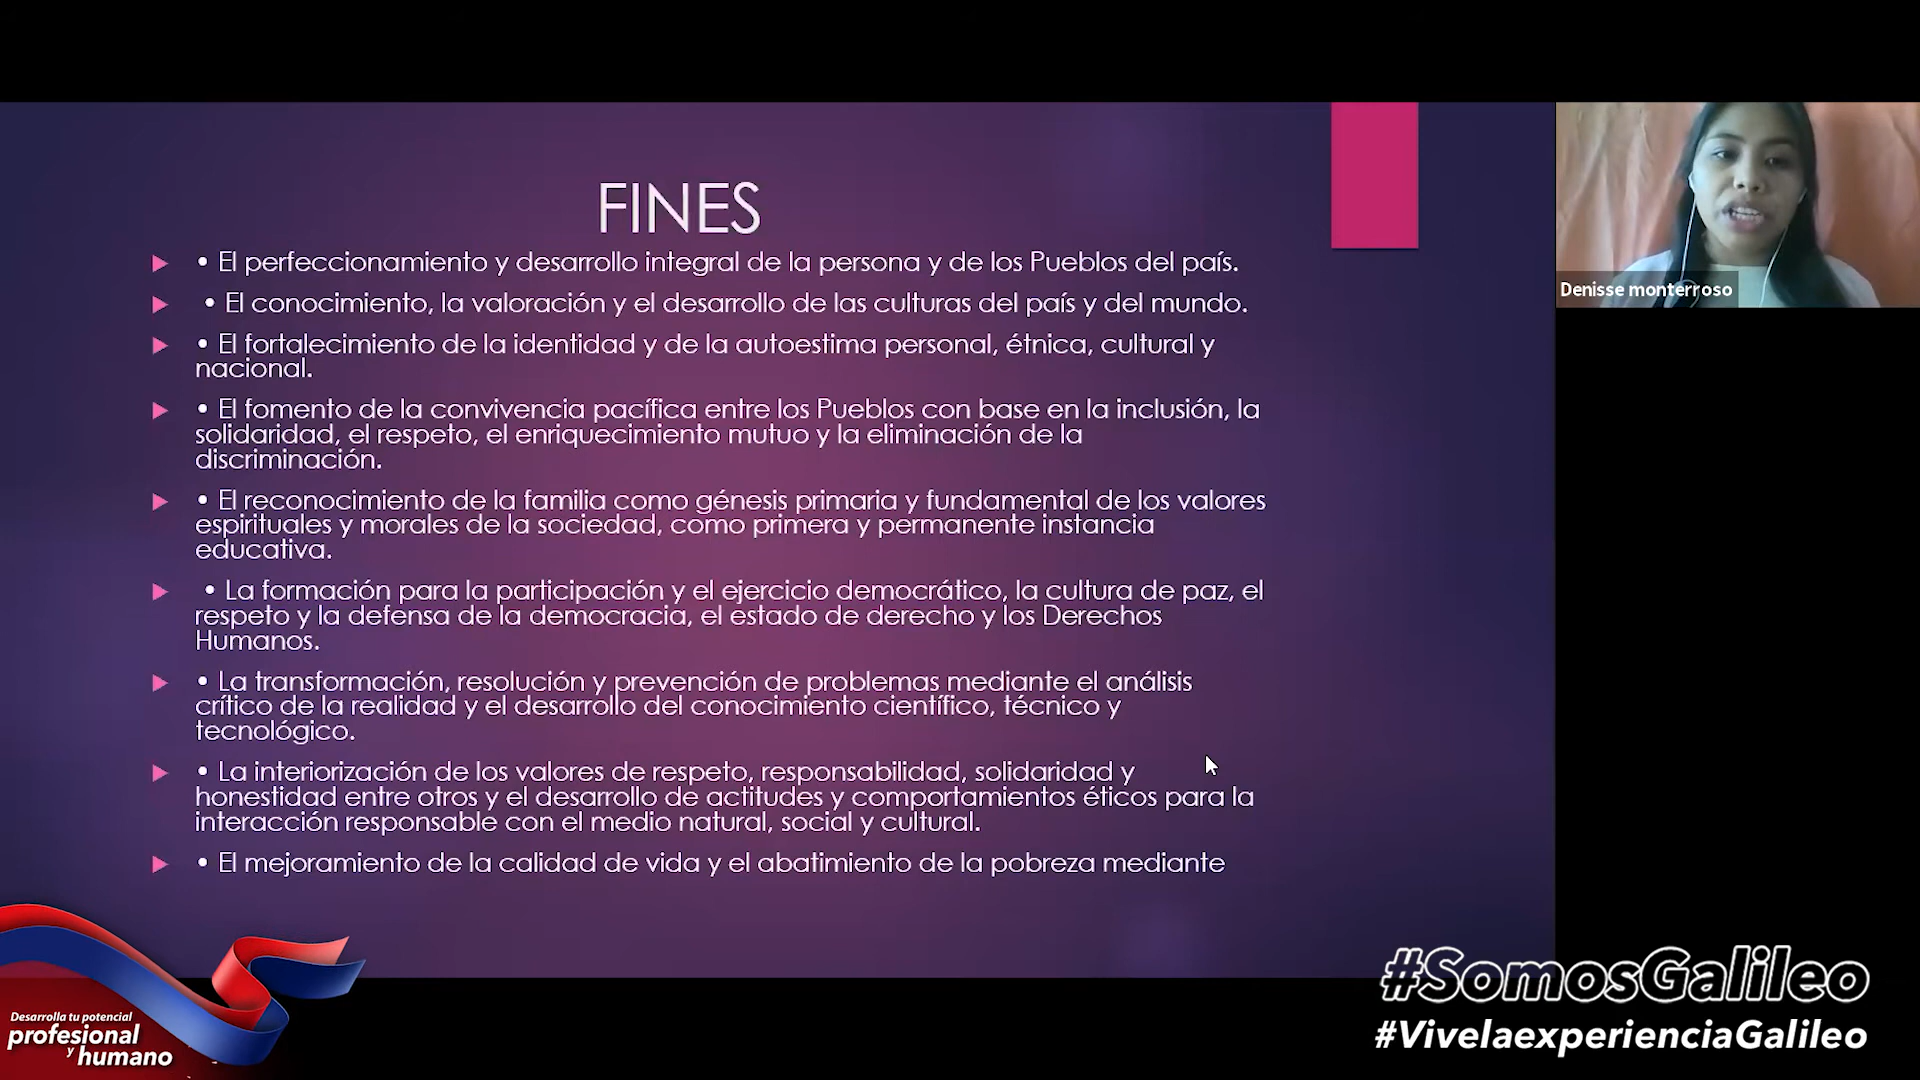 FINES
• El perfeccionamiento y desarrollo integral de la persona y de los Pueblos del país.
• El conocimiento, la valoración y el desarrollo de las culturas del país y del mundo.
• El fortalecimiento de la identidad y de la autoestima personal, étnica, cultural y
nacional.
• El fomento de la convivencia pacífica entre los Pueblos con base en la inclusión, la
solidaridad, el respeto, el enriquecimiento mutuo y la eliminación de la
discriminación.
• El reconocimiento de la familia como génesis primaria y fundamental de los valores
espirituales y morales de la sociedad, como primera y permanente instancia
educativa.
• La formación para la participación y el ejercicio democrático, la cultura de paz, el
respeto y la defensa de la democracia, el estado de derecho y los Derechos
Humanos.
• La transformación, resolución y prevención de problemas mediante el análisis
crítico de la realidad y el desarrollo del conocimiento científico, técnico y
tecnológico.
• La interiorización de los valores de respeto, responsabilidad, solidaridad y
honestidad entre otros y el desarrollo de actitudes y comportamientos éticos para la
interacción responsable con el medio natural, social y cultural.
• El mejoramiento de la calidad de vida y el abatimiento de la pobreza mediante
Denisse monterroso
Desarrolla tu potencial
profesional
y humano
#SomosGalileo
#VivelaexperienciaGalileo